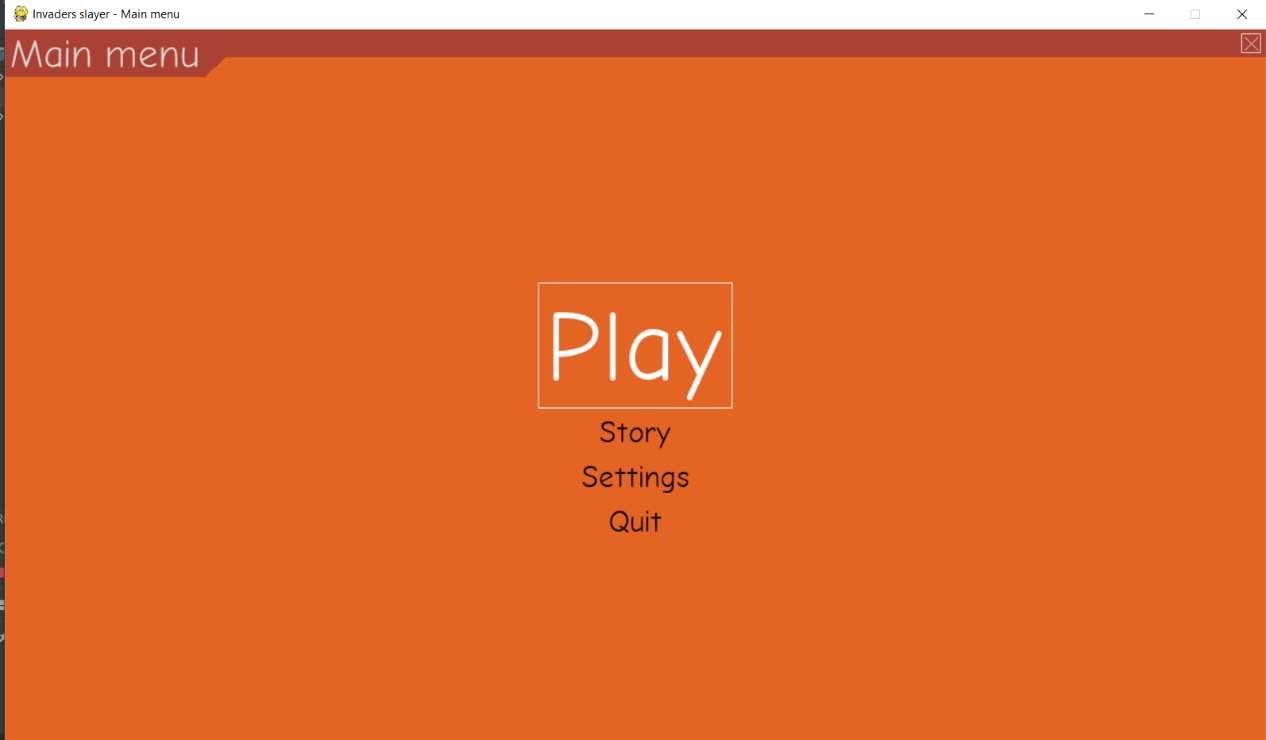 Invaders slayer - Main menu
Main menu
Play
Story
Settings
Quit